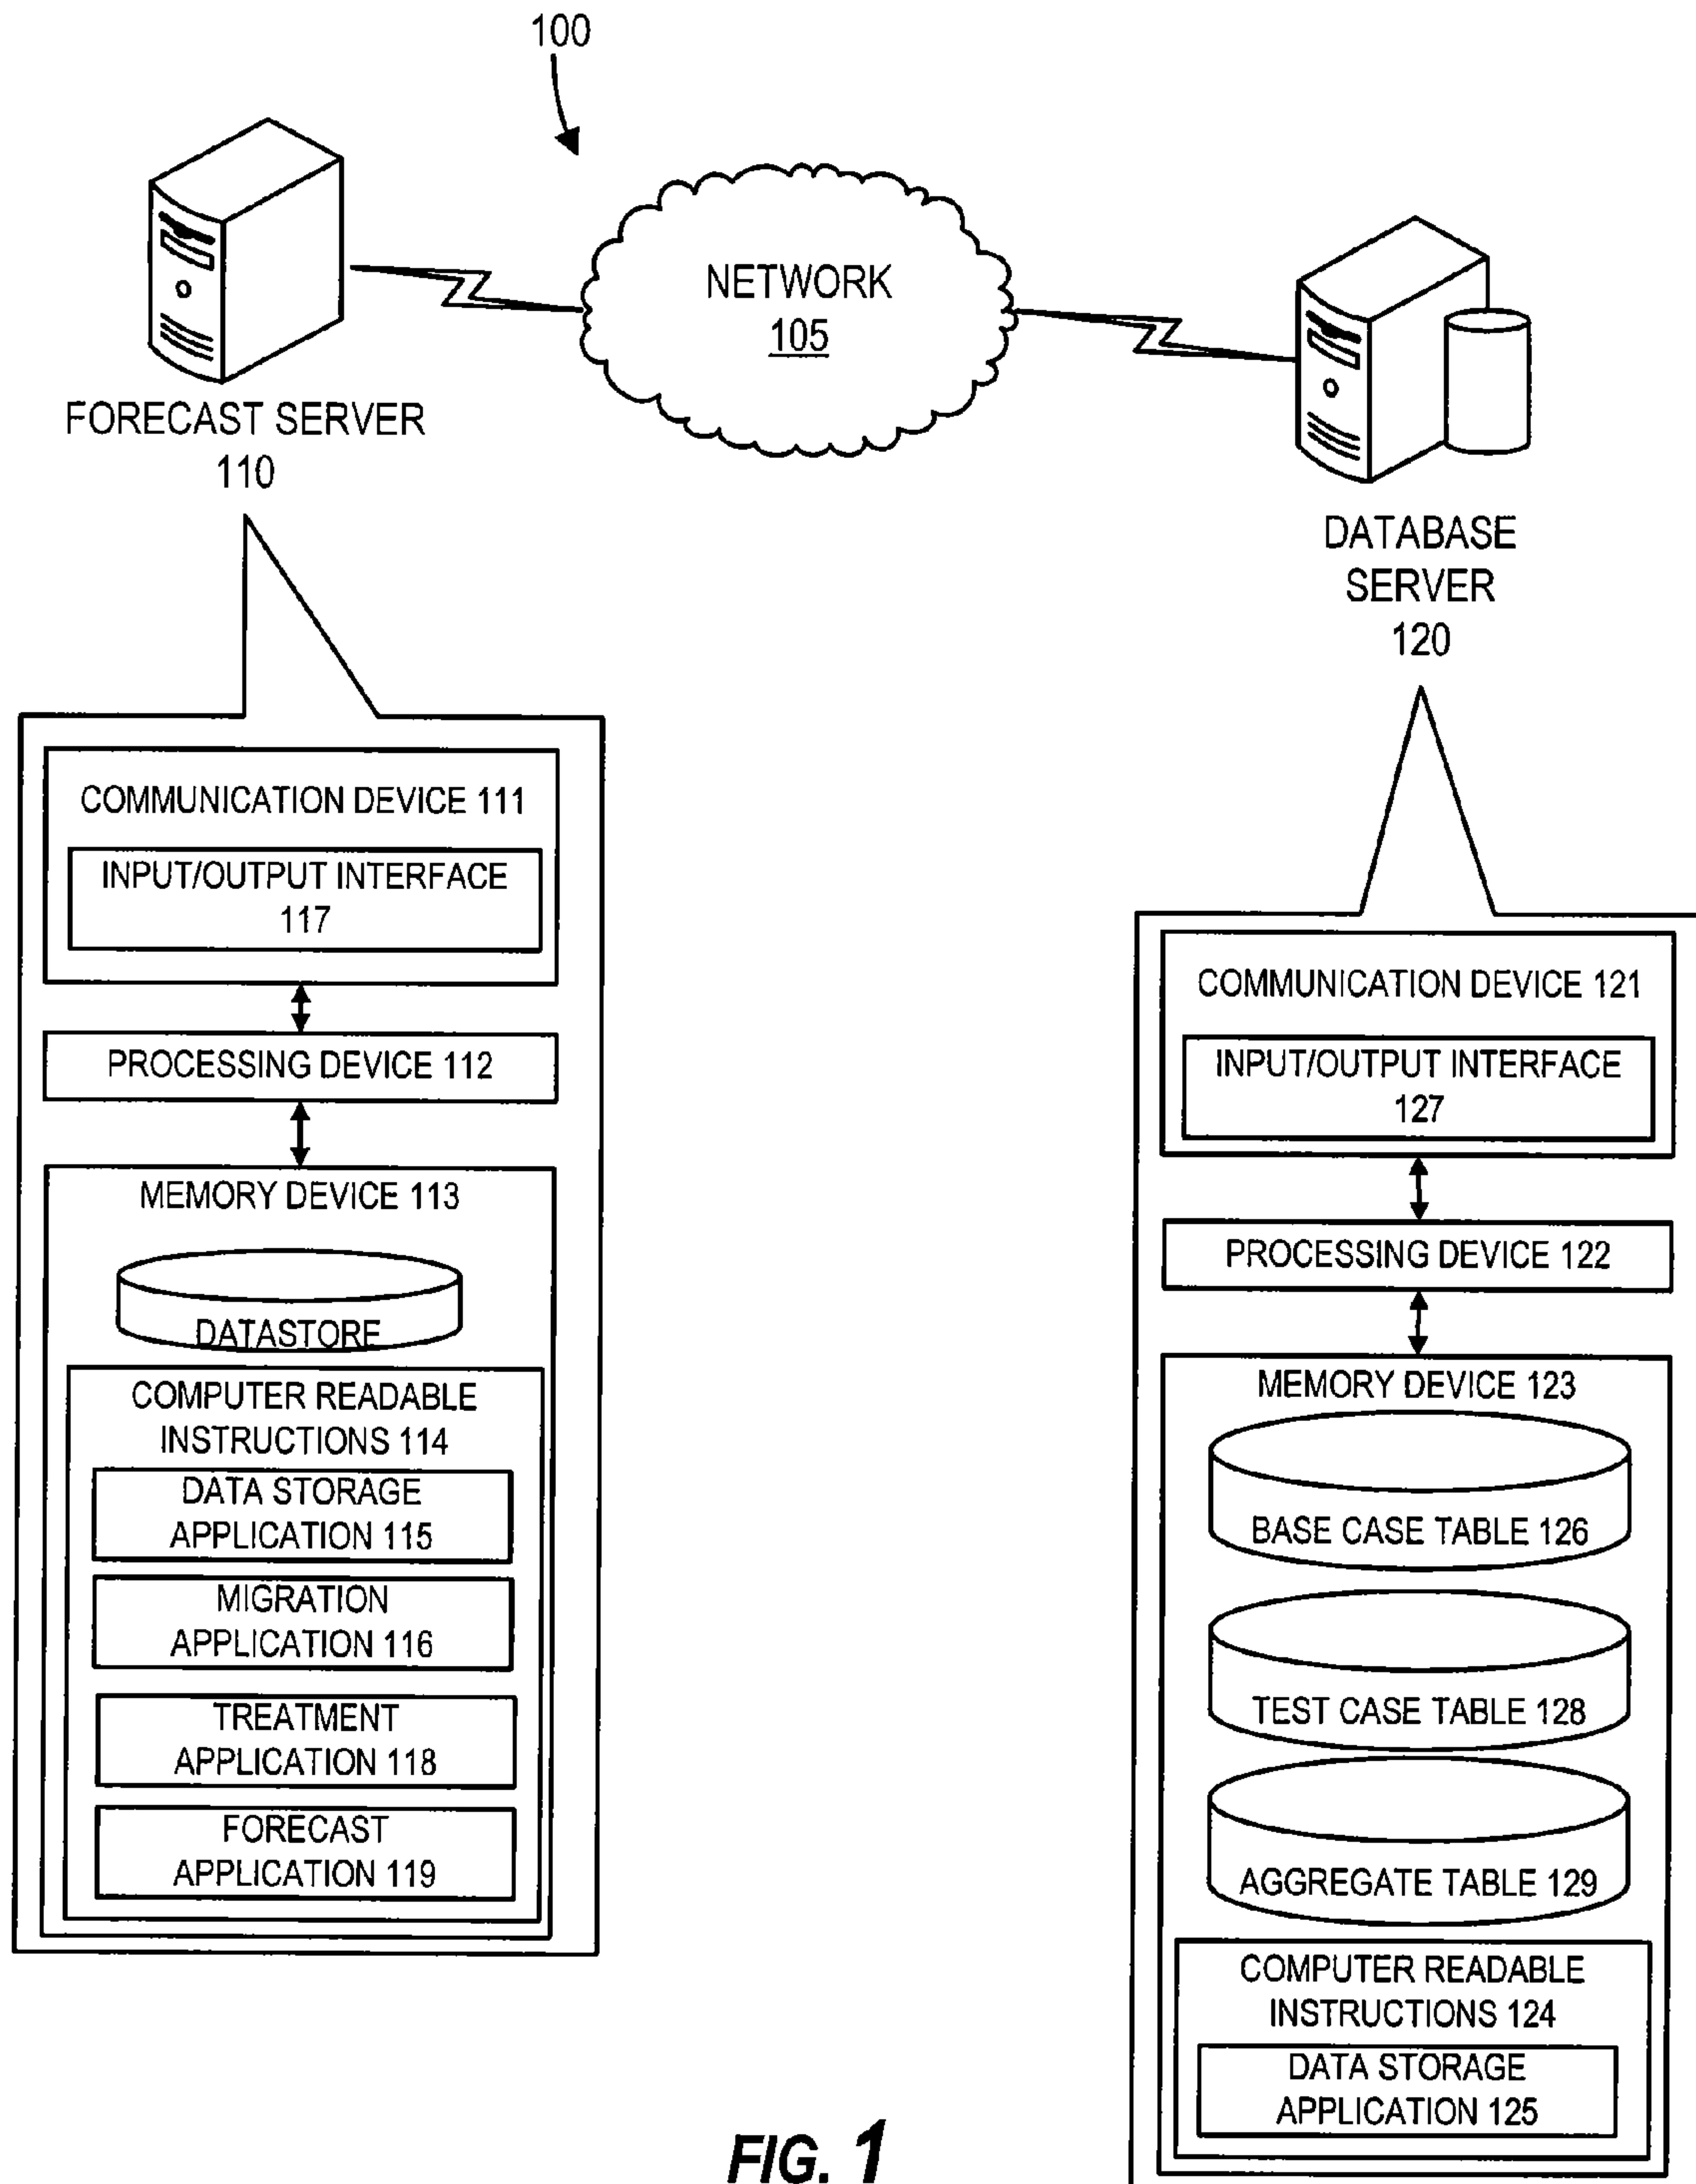 100
NETWORK
105
FORECAST SERVER
110
DATABASE
SERVER
120
COMMUNICATION DEVICE 111
INPUT/OUTPUT INTERFACE
117
PROCESSING DEVICE 112
MEMORY DEVICE 113
DATASTORE
COMPUTER READABLE
INSTRUCTIONS 114
DATA STORAGE
APPLICATION 115
MIGRATION
APPLICATION 116
TREATMENT
APPLICATION 118
FORECAST
APPLICATION 119
COMMUNICATION DEVICE 121
INPUT/OUTPUT INTERFACE
127
PROCESSING DEVICE 122
MEMORY DEVICE 123
BASE CASE TABLE 126
TEST CASE TABLE 128
AGGREGATE TABLE 129
COMPUTER READABLE
INSTRUCTIONS 124
DATA STORAGE
APPLICATION 125
FIG. 1